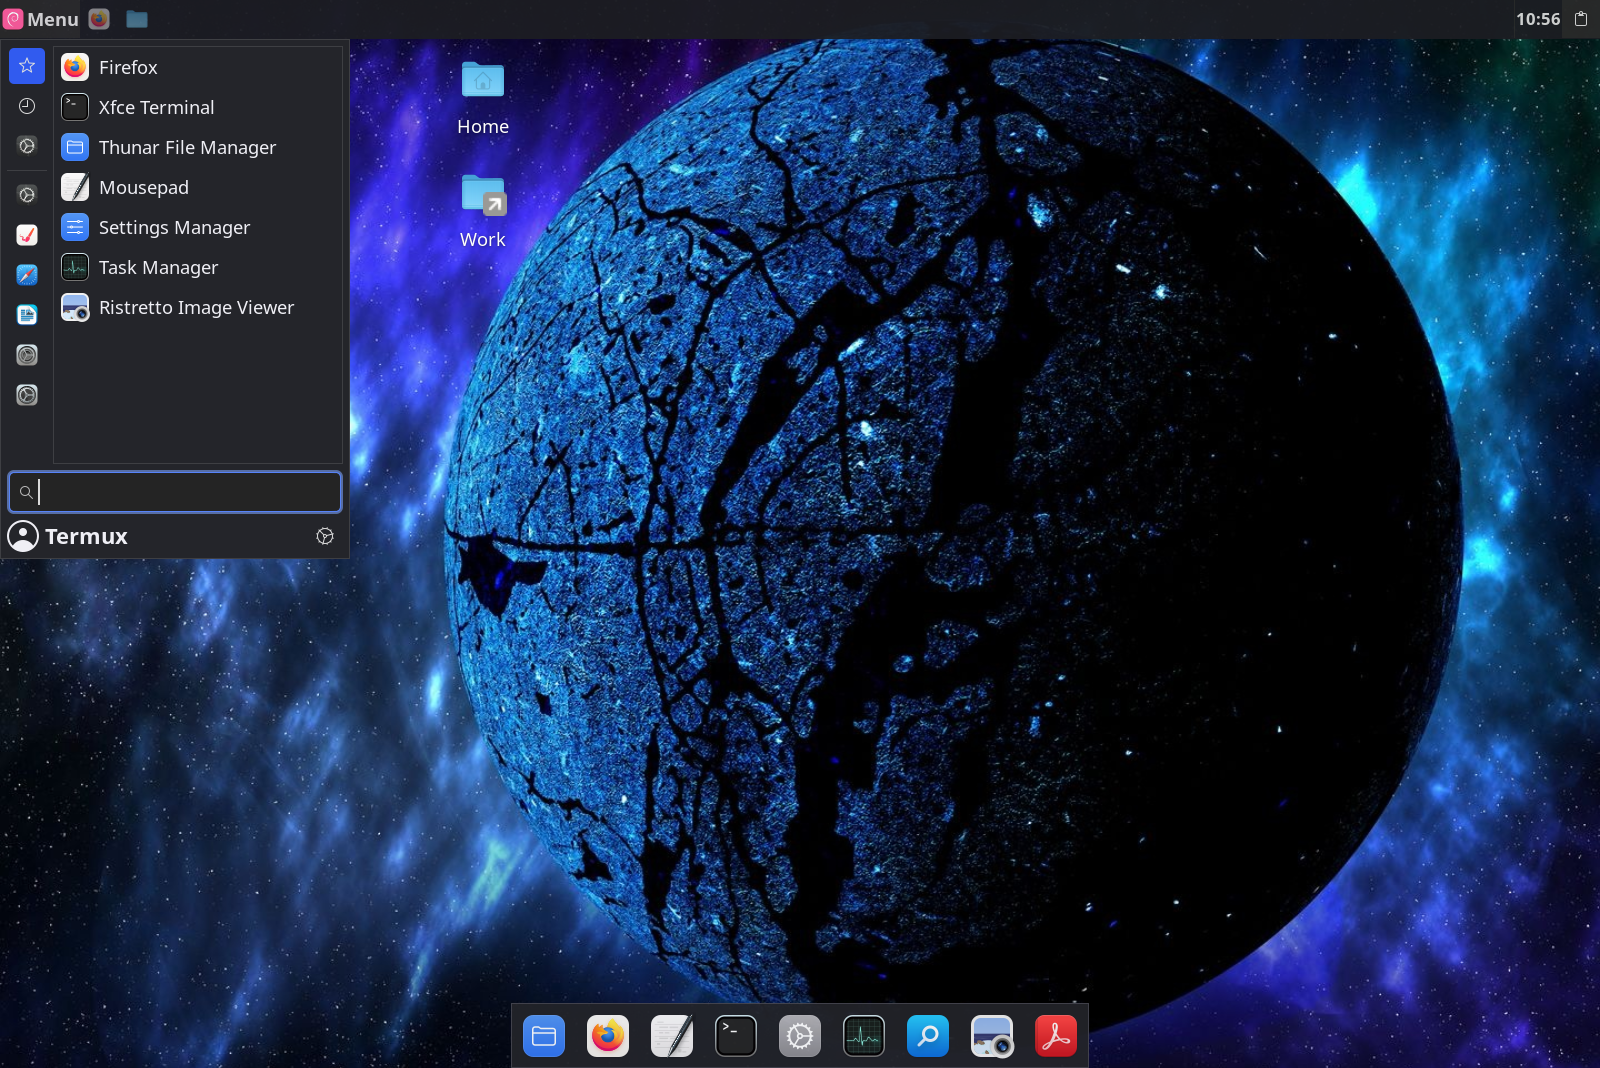 Menu
10:56
Firefox
Xfce Terminal
Thunar File Manager
Mousepad
Settings Manager
Task Manager
Ristretto Image Viewer
Termux
Home
Work